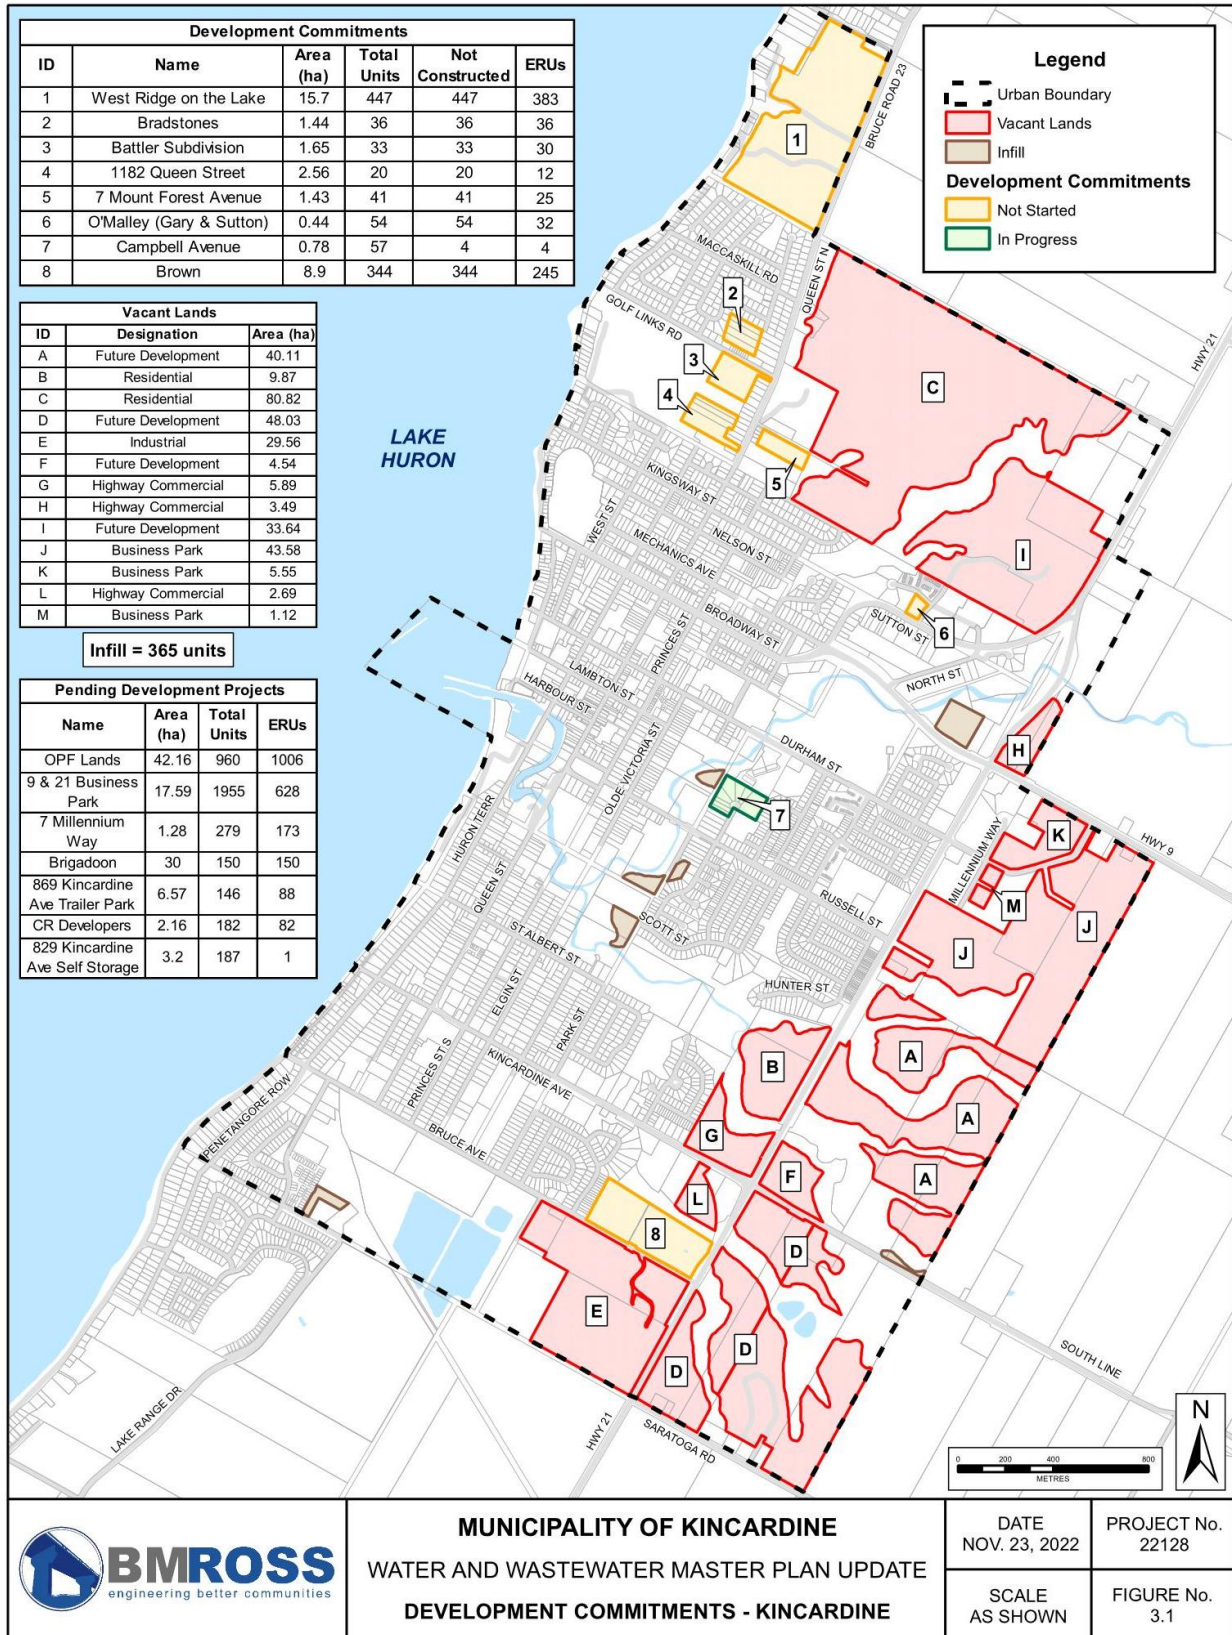 Development Commitments
ID Name Area (ha) Total Units Not Constructed ERUs
1 West Ridge on the Lake 15.7 447 447 383
2 Bradstones 1.44 36 36 36
3 Battler Subdivision 1.65 33 33 30
4 1182 Queen Street 2.56 20 20 12
5 7 Mount Forest Avenue 1.43 41 41 25
6 O'Malley (Gary & Sutton) 0.44 54 54 32
7 Campbell Avenue 0.78 57 4 4
8 Brown 8.9 344 344 245
Vacant Lands
ID Designation Area (ha)
A Future Development 40.11
B Residential 9.87
C Residential 80.82
D Future Development 48.03
E Industrial 29.56
F Future Development 4.54
G Highway Commercial 5.89
H Highway Commercial 3.49
I Future Development 33.64
J Business Park 43.58
K Business Park 5.55
L Highway Commercial 2.69
M Business Park 1.12
Infill = 365 units
Pending Development Projects
Name Area (ha) Total Units ERUs
OPF Lands 42.16 960 1006
9 & 21 Business Park 17.59 1955 628
7 Millennium Way 1.28 279 173
Brigadoon 30 150 150
869 Kincardine Ave Trailer Park 6.57 146 88
CR Developers 2.16 182 82
829 Kincardine Ave Self Storage 3.2 187 1
Legend
Urban Boundary
Vacant Lands
Infill
Development Commitments
Not Started
In Progress
LAKE
HURON
1
BRUCE ROAD 23
MACCASKILL RD
QUEEN ST N
GOLF LINKS RD
2
3
4
5
C
HWY 21
KINGSWAY ST
WEST ST
NELSON ST
MECHANICS AVE
I
BROADWAY ST
PRINCES ST
SUTTON ST
6
NORTH ST
LAMBTON ST
HARBOUR ST
H
DURHAM ST
OLDE VICTORIA ST
7
HURON TERR
K
HWY 9
MILLENNIUM WAY
M
J
J
QUEEN ST
RUSSELL ST
SCOTT ST
ST ALBERT ST
HUNTER ST
ELGIN ST
PARK ST
PRINCES ST S
KINCARDINE AVE
B
A
A
A
G
F
L
PENETANGORE ROW
BRUCE AVE
8
D
E
D
D
SOUTH LINE
LAKE RANGE DR
HWY 21
SARATOGA RD
N
0 200 400 800
METRES
BMROSS
engineering better communities
MUNICIPALITY OF KINCARDINE
WATER AND WASTEWATER MASTER PLAN UPDATE
DEVELOPMENT COMMITMENTS - KINCARDINE
DATE
NOV. 23, 2022
PROJECT No.
22128
SCALE
AS SHOWN
FIGURE No.
3.1